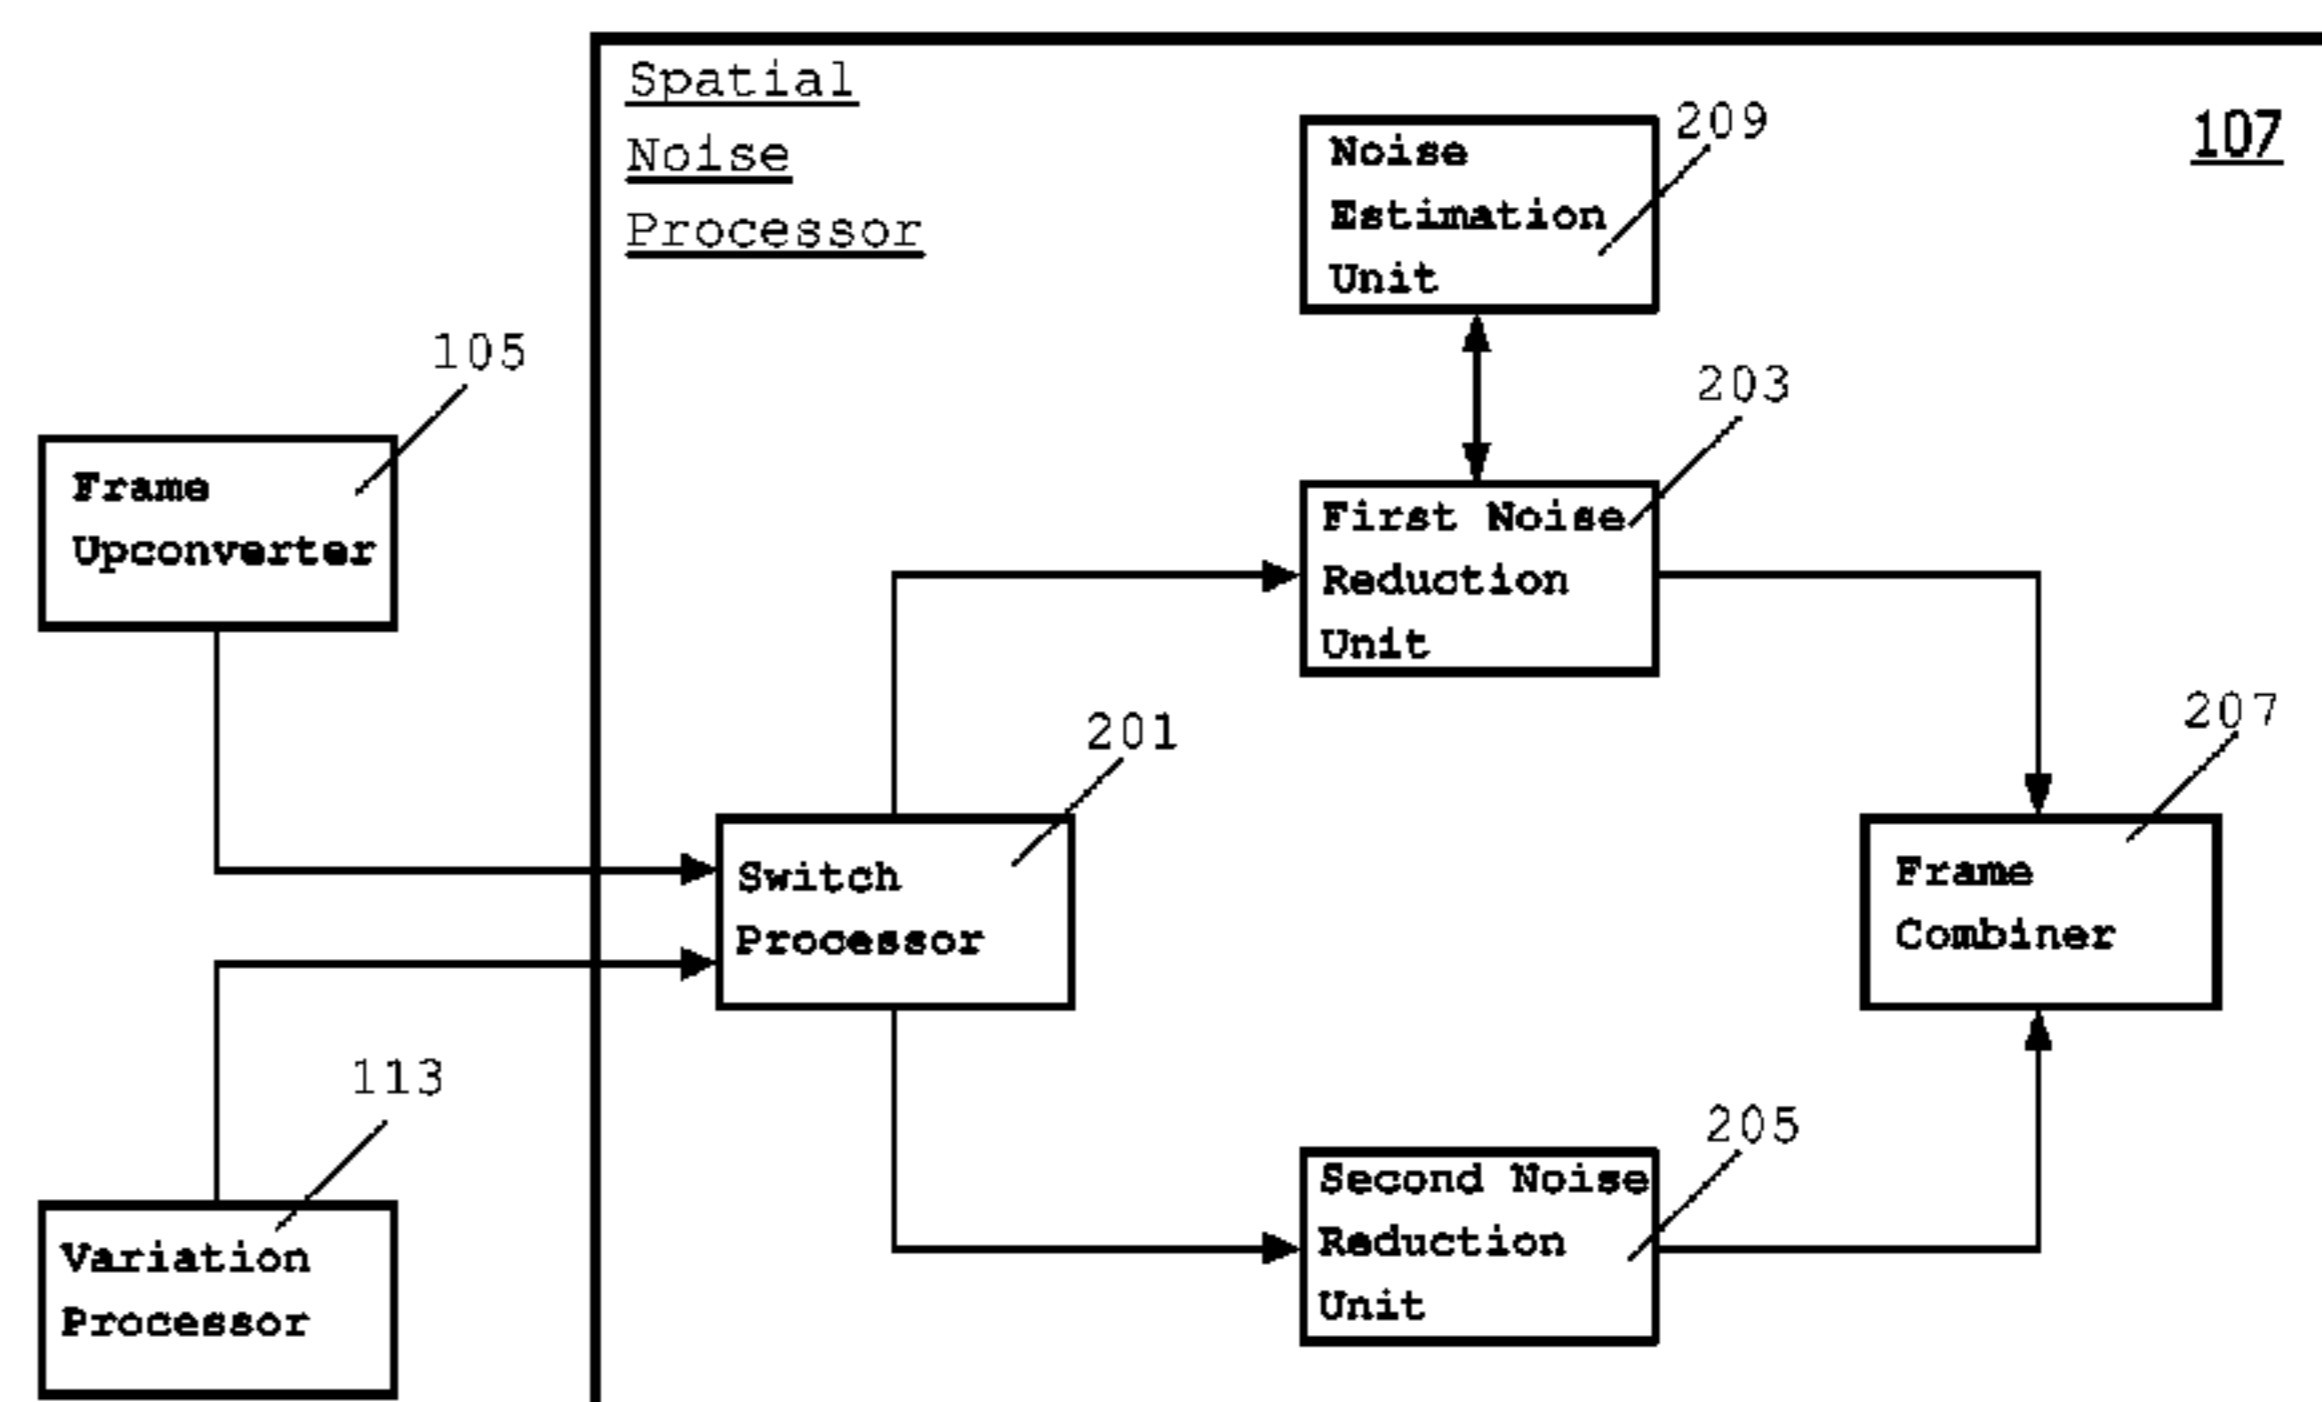 Spatial
Noise
Processor
107
209
Noise
Estimation
Unit
105
203
Frame
Upconverter
First Noise
Reduction
Unit
201
207
Switch
Processor
Frame
Combiner
113
205
Variation
Processor
Second Noise
Reduction
Unit